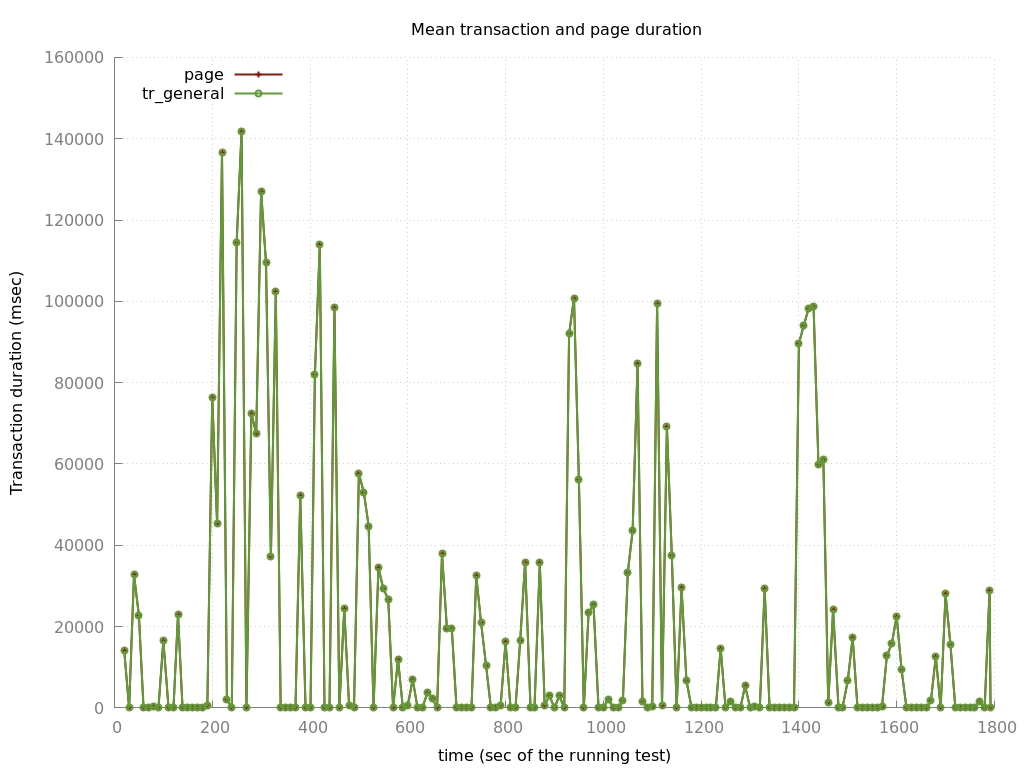 Mean transaction and page duration
page
tr_general
160000
140000
120000
100000
80000
60000
40000
20000
0
Transaction duration (msec)
0 200 400 600 800 1000 1200 1400 1600 1800
time (sec of the running test)